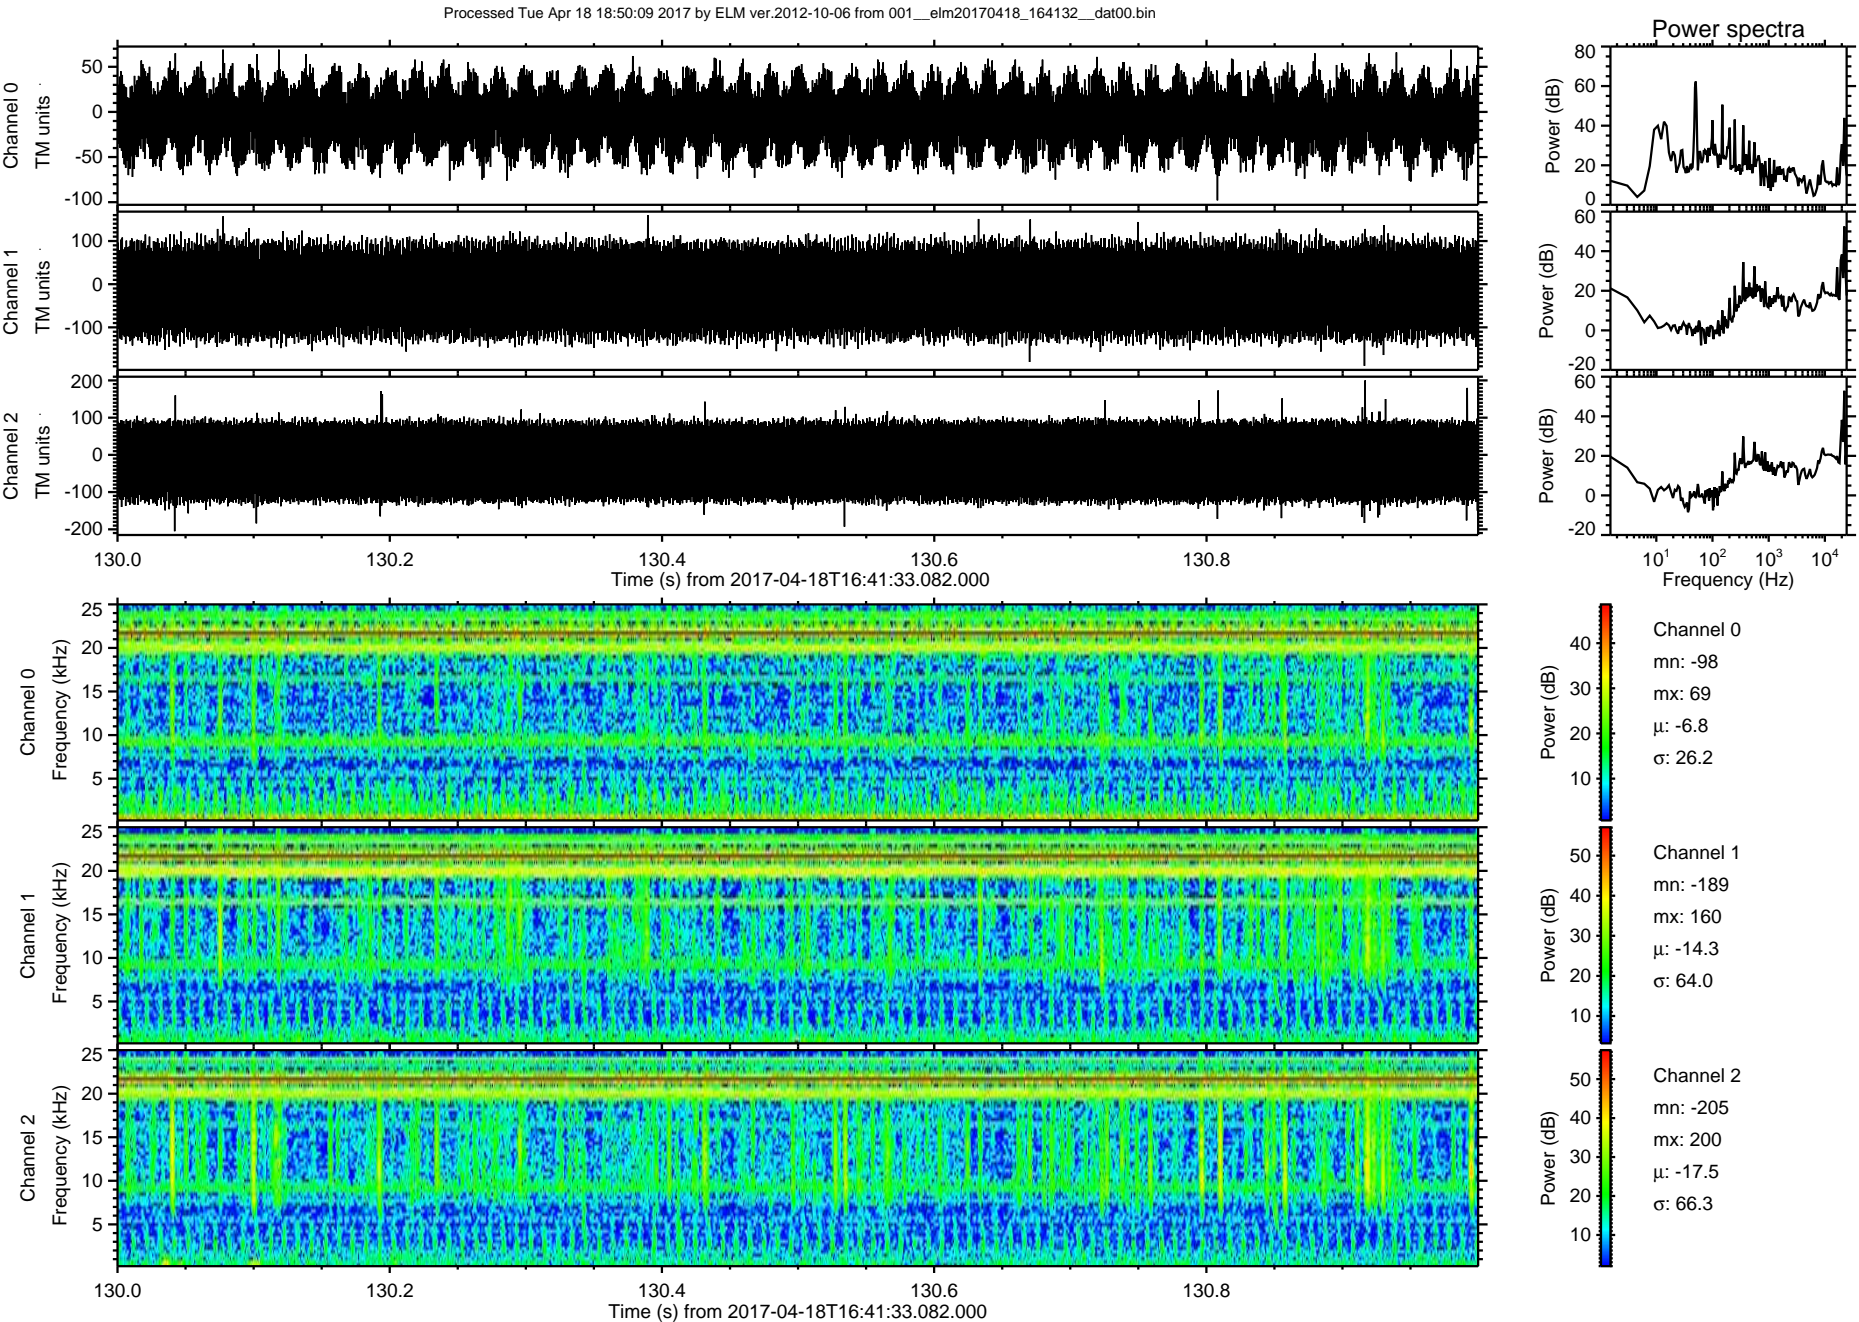 Processed Tue Apr 18 18:50:09 2017 by ELM ver.2012-10-06 from 001__elm20170418_164132__dat00.bin
Power spectra
Channel 0
TM units
50
0
-50
-100
Power (dB)
80
60
40
20
0
Channel 1
TM units
100
0
-100
Power (dB)
60
40
20
0
-20
Channel 2
TM units
200
100
0
-100
-200
Power (dB)
60
40
20
0
-20
130.0 130.2 130.4 130.6 130.8
Time (s) from 2017-04-18T16:41:33.082.000
10¹ 10² 10³ 10⁴
Frequency (Hz)
Channel 0
Frequency (kHz)
25
20
15
10
5
Power (dB)
40
30
20
10
Channel 0
mn: -98
mx: 69
μ: -6.8
σ: 26.2
Channel 1
Frequency (kHz)
25
20
15
10
5
Power (dB)
50
40
30
20
10
Channel 1
mn: -189
mx: 160
μ: -14.3
σ: 64.0
Channel 2
Frequency (kHz)
25
20
15
10
5
Power (dB)
50
40
30
20
10
Channel 2
mn: -205
mx: 200
μ: -17.5
σ: 66.3
130.0 130.2 130.4 130.6 130.8
Time (s) from 2017-04-18T16:41:33.082.000